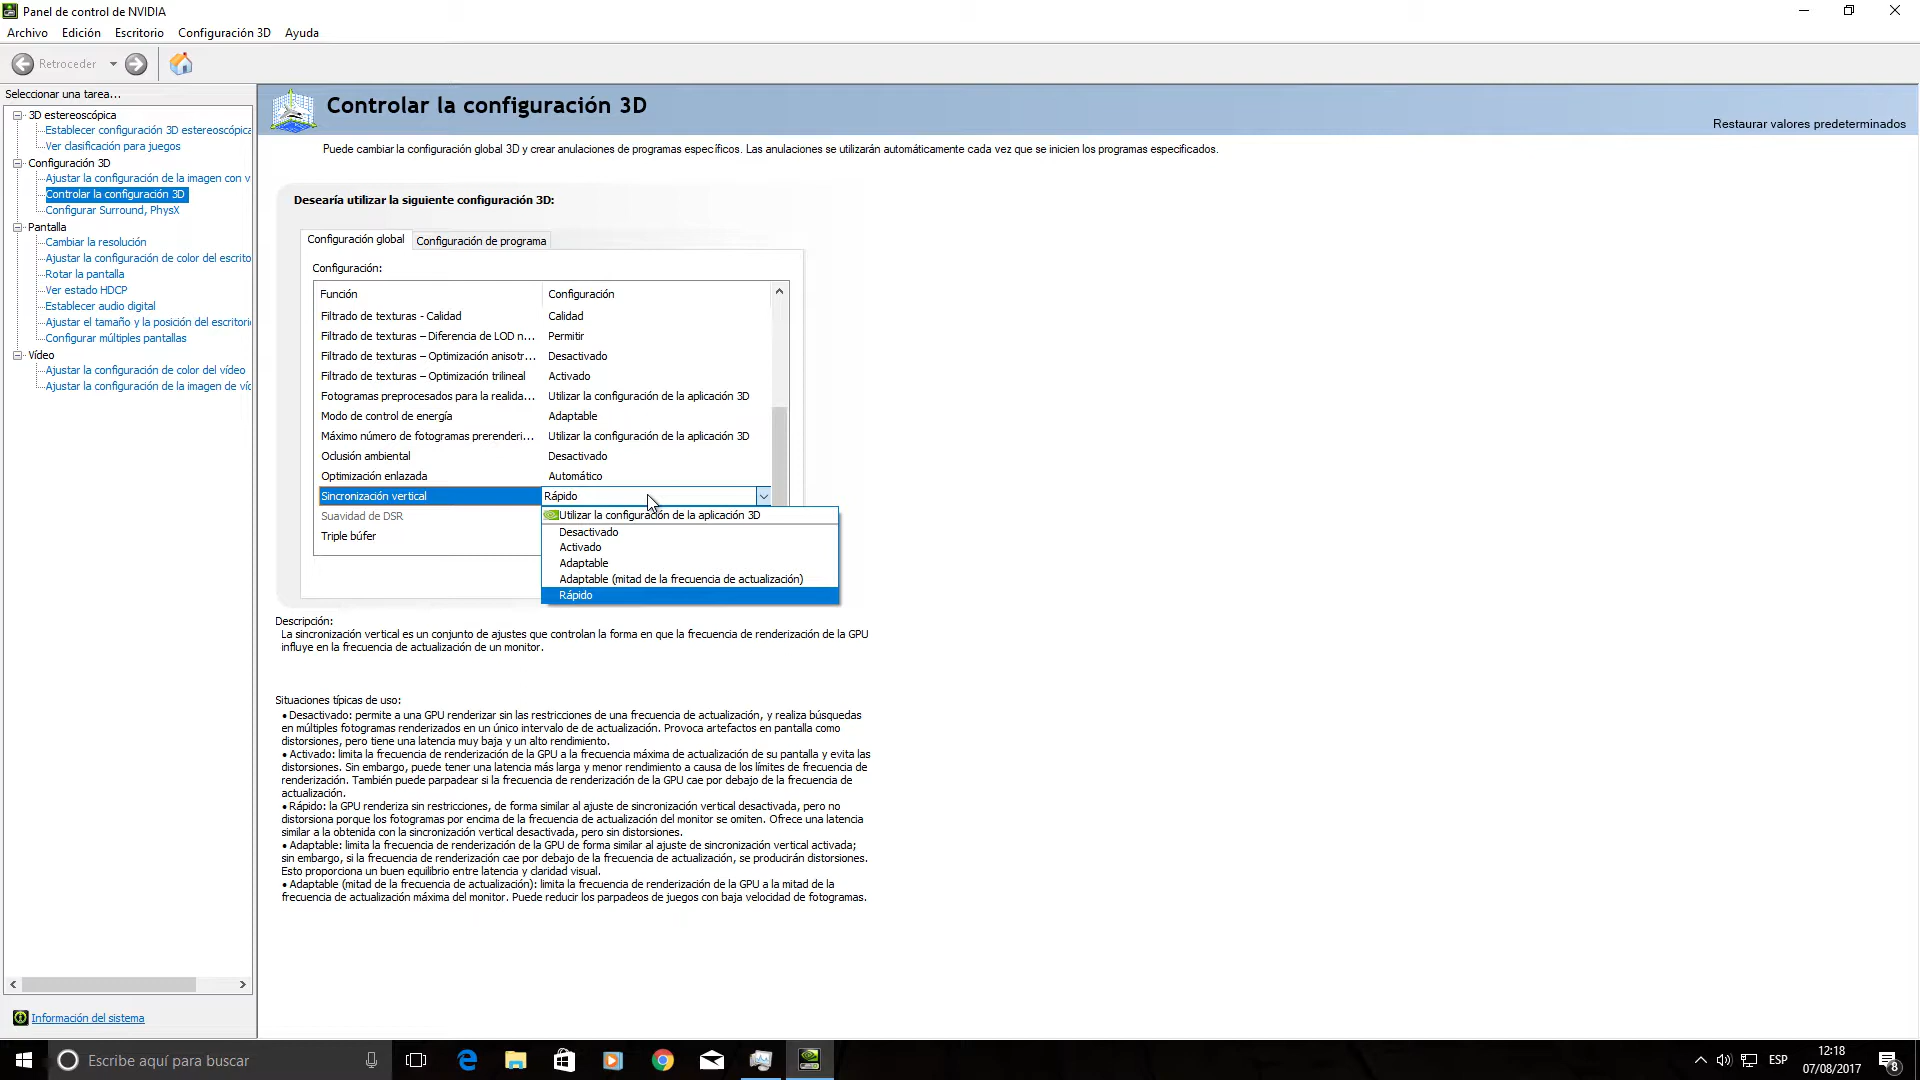 Panel de control de NVIDIA
Archivo Edición Escritorio Configuración 3D Ayuda
Retroceder
Seleccionar una tarea...
3D estereoscópica
Establecer configuración 3D estereoscópica
Ver clasificación para juegos
Configuración 3D
Ajustar la configuración de la imagen con v
Controlar la configuración 3D
Configurar Surround, PhysX
Pantalla
Cambiar la resolución
Ajustar la configuración de color del escrito
Rotar la pantalla
Ver estado HDCP
Establecer audio digital
Ajustar el tamaño y la posición del escritori
Configurar múltiples pantallas
Vídeo
Ajustar la configuración de color del vídeo
Ajustar la configuración de la imagen de víd
Información del sistema
Controlar la configuración 3D
Restaurar valores predeterminados
Puede cambiar la configuración global 3D y crear anulaciones de programas específicos. Las anulaciones se utilizarán automáticamente cada vez que se inicien los programas especificados.
Desearía utilizar la siguiente configuración 3D:
Configuración global Configuración de programa
Configuración:
Función Configuración
Filtrado de texturas - Calidad Calidad
Filtrado de texturas – Diferencia de LOD n... Permitir
Filtrado de texturas – Optimización anisotr... Desactivado
Filtrado de texturas – Optimización trilineal Activado
Fotogramas preprocesados para la realida... Utilizar la configuración de la aplicación 3D
Modo de control de energía Adaptable
Máximo número de fotogramas prerenderi... Utilizar la configuración de la aplicación 3D
Oclusión ambiental Desactivado
Optimización enlazada Automático
Sincronización vertical Rápido
Suavidad de DSR
Triple búfer
Utilizar la configuración de la aplicación 3D
Desactivado
Activado
Adaptable
Adaptable (mitad de la frecuencia de actualización)
Rápido
Descripción:
La sincronización vertical es un conjunto de ajustes que controlan la forma en que la frecuencia de renderización de la GPU
influye en la frecuencia de actualización de un monitor.
Situaciones típicas de uso:
• Desactivado: permite a una GPU renderizar sin las restricciones de una frecuencia de actualización, y realiza búsquedas
en múltiples fotogramas renderizados en un único intervalo de de actualización. Provoca artefactos en pantalla como
distorsiones, pero tiene una latencia muy baja y un alto rendimiento.
• Activado: limita la frecuencia de renderización de la GPU a la frecuencia máxima de actualización de su pantalla y evita las
distorsiones. Sin embargo, puede tener una latencia más larga y menor rendimiento a causa de los límites de frecuencia de
renderización. También puede parpadear si la frecuencia de renderización de la GPU cae por debajo de la frecuencia de
actualización.
• Rápido: la GPU renderiza sin restricciones, de forma similar al ajuste de sincronización vertical desactivada, pero no
distorsiona porque los fotogramas por encima de la frecuencia de actualización del monitor se omiten. Ofrece una latencia
similar a la obtenida con la sincronización vertical desactivada, pero sin distorsiones.
• Adaptable: limita la frecuencia de renderización de la GPU de forma similar al ajuste de sincronización vertical activada;
sin embargo, si la frecuencia de renderización cae por debajo de la frecuencia de actualización, se producirán distorsiones.
Esto proporciona un buen equilibrio entre latencia y claridad visual.
• Adaptable (mitad de la frecuencia de actualización): limita la frecuencia de renderización de la GPU a la mitad de la
frecuencia de actualización máxima del monitor. Puede reducir los parpadeos de juegos con baja velocidad de fotogramas.
Escribe aquí para buscar
ESP
12:18
07/08/2017
8